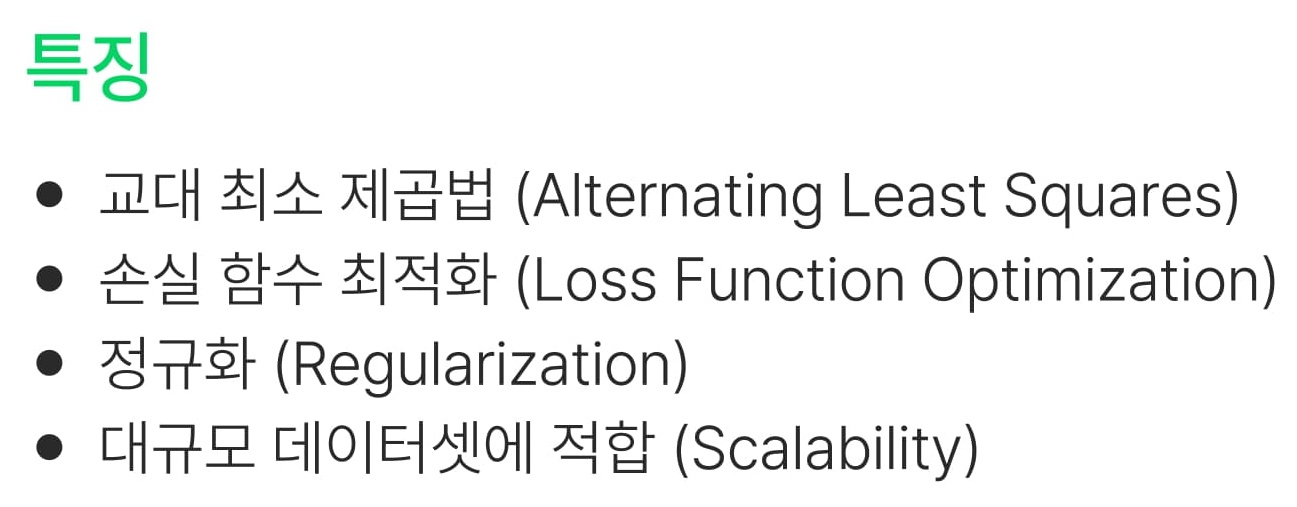 특징
● 교대 최소 제곱법 (Alternating Least Squares)
● 손실 함수 최적화 (Loss Function Optimization)
● 정규화 (Regularization)
● 대규모 데이터셋에 적합 (Scalability)